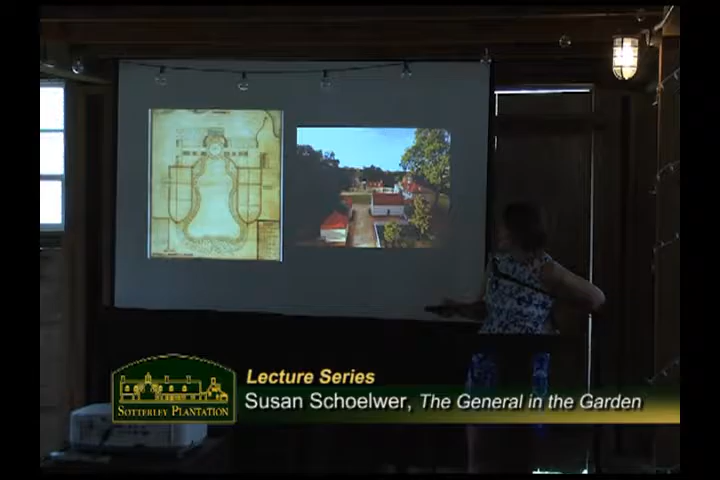 Lecture Series
Susan Schoelwer, The General in the Garden
SOTTERLEY PLANTATION